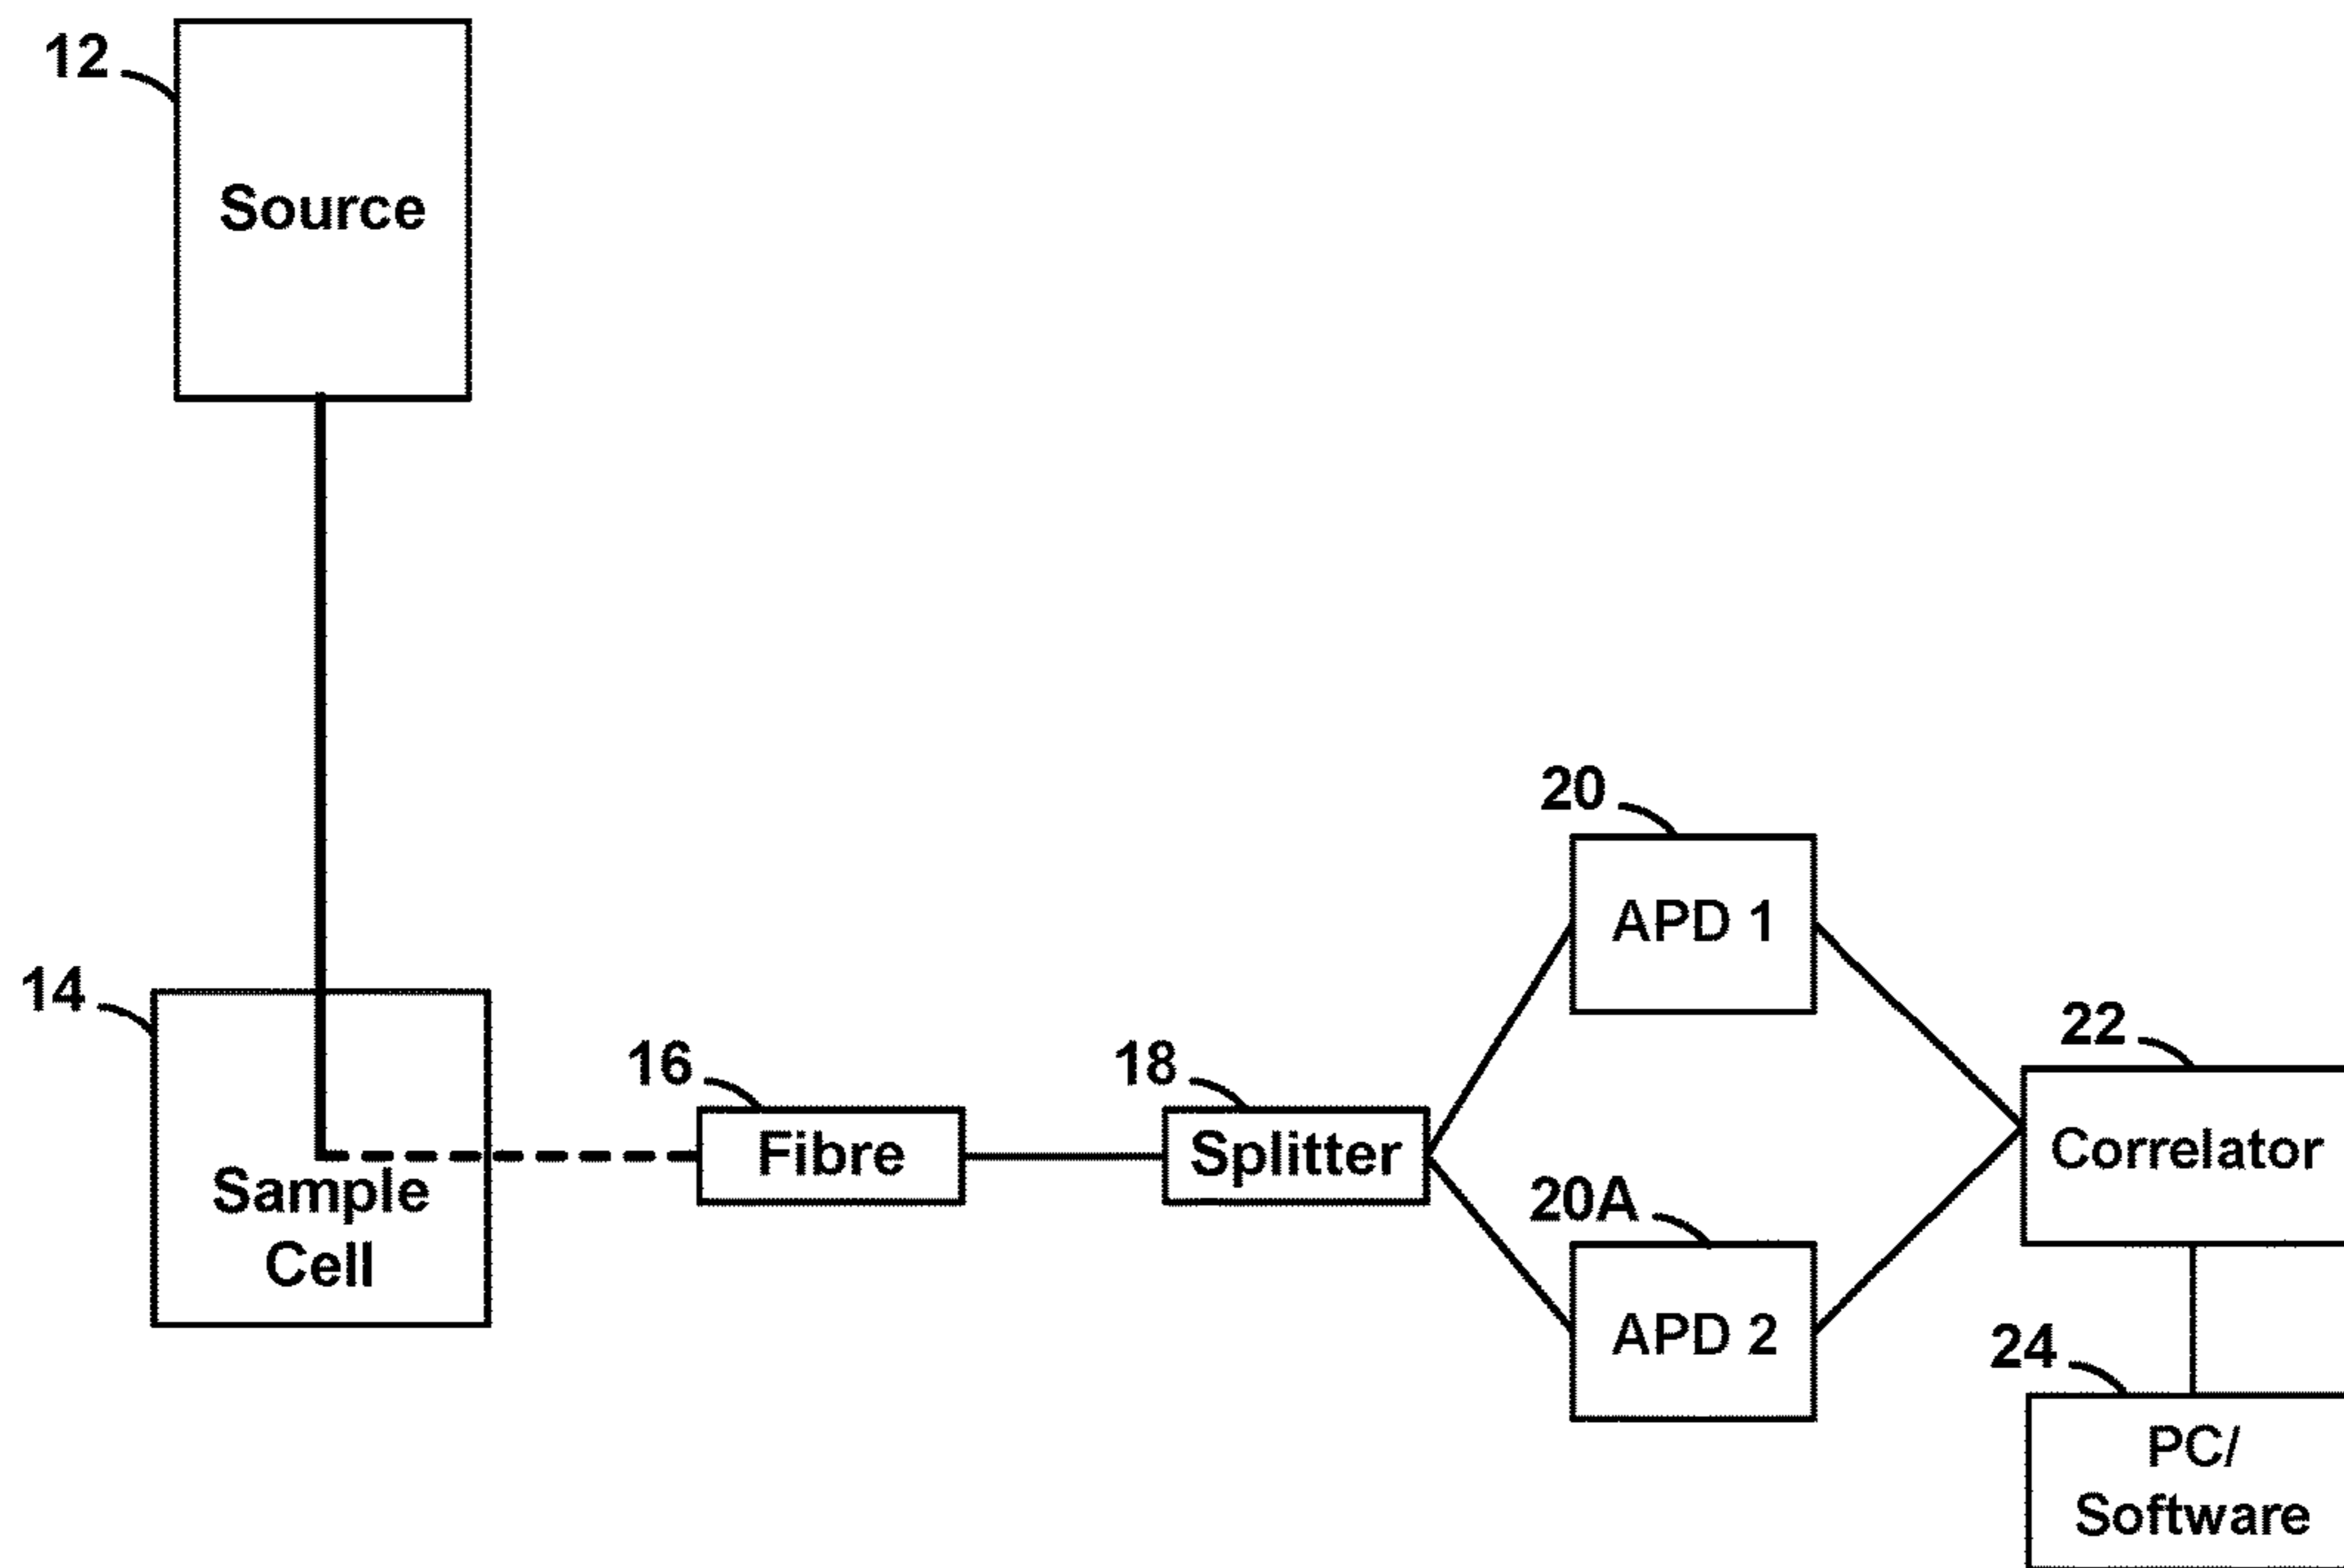 12
Source
14
Sample
Cell
16
Fibre
18
Splitter
20
APD 1
20A
APD 2
22
Correlator
24
PC/
Software